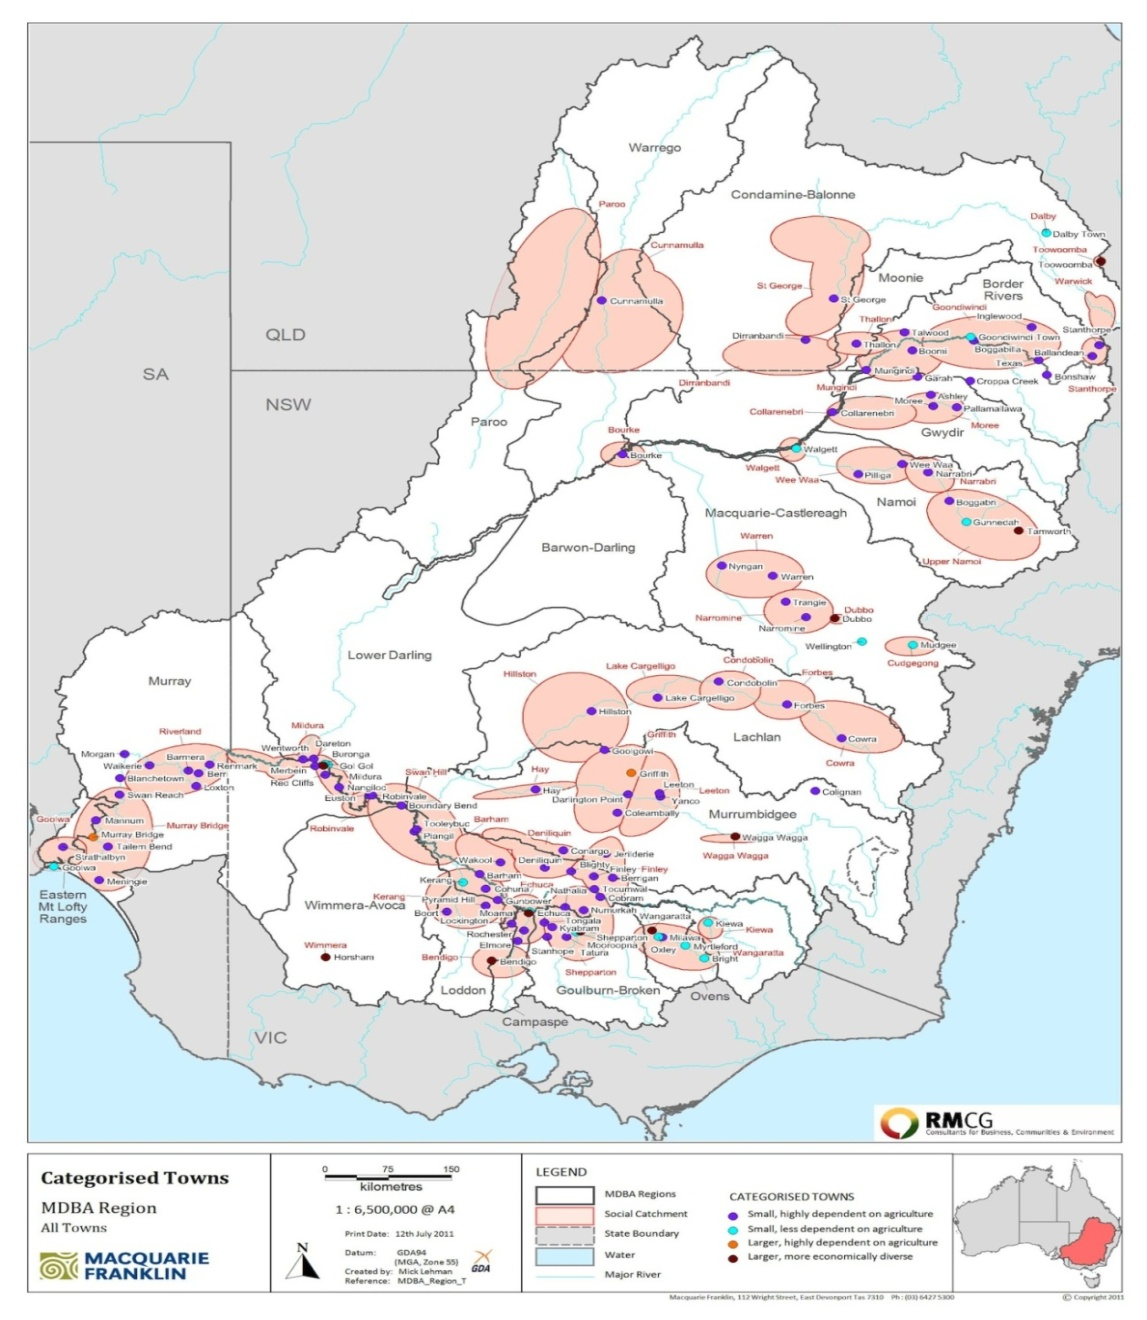 Warrego
Condamine-Balonne
Paroo
Dalby
Dalby Town
Cunnamulla
Toowoomba
Toowoomba
Moonie
Warwick
St George
Border
Rivers
Cunnamulla
St George
Goondiwindi
Inglewood
Thallon
QLD
Dirranbandi
Talwood
Goondiwindi Town
Stanthorpe
Thallon
Boomi
Boggabilla
Ballandean
Texas
SA
Mungindi
Garah
Croppa Creek
Bonshaw
Dirranbandi
Mungindi
Stanthorpe
NSW
Ashley
Moree
Pallamallawa
Collarenebri
Collarenebri
Paroo
Moree
Bourke
Gwydir
Bourke
Walgett
Walgett
Wee Waa
Wee Waa
Pilliga
Narrabri
Narrabri
Namoi
Boggabri
Macquarie-Castlereagh
Gunnedah
Tamworth
Warren
Barwon-Darling
Upper Namoi
Nyngan
Warren
Trangie
Dubbo
Narromine
Dubbo
Narromine
Wellington
Mudgee
Lower Darling
Cudgegong
Condobolin
Lake Cargelligo
Hillston
Forbes
Murray
Condobolin
Lake Cargelligo
Forbes
Hillston
Riverland
Mildura
Griffith
Lachlan
Cowra
Wentworth
Dareton
Morgan
Barmera
Buronga
Goolgowi
Waikerie
Renmark
Gol Gol
Cowra
Blanchetown
Berri
Merbein
Mildura
Swan Hill
Hay
Griffith
Loxton
Red Cliffs
Nangiloc
Leeton
Leeton
Swan Reach
Euston
Robinvale
Hay
Darlington Point
Yanco
Colignan
Boundary Bend
Goolwa
Mannum
Murray Bridge
Robinvale
Tooleybuc
Barham
Coleambally
Murrumbidgee
Murray Bridge
Piangil
Deniliquin
Wagga Wagga
Tailem Bend
Conargo
Jerilderie
Wagga Wagga
Strathalbyn
Wakool
Deniliquin
Blighty
Finley
Finley
Goolwa
Barham
Berrigan
Meningie
Kerang
Echuca
Cohuna
Nathalia
Tocumwal
Eastern
Mt Lofty
Ranges
Kerang
Pyramid Hill
Gunbower
Cobram
Wimmera-Avoca
Boort
Moama
Echuca
Numurkah
Wangaratta
Lockington
Tongala
Kiewa
Kiewa
Rochester
Kyabram
Shepparton
Milawa
Wimmera
Elmore
Mooroopna
Myrtleford
Stanhope
Tatura
Oxley
Wangaratta
Horsham
Bendigo
Bendigo
Bright
Shepparton
Loddon
Goulburn-Broken
Ovens
Campaspe
VIC
RMCG
Consultants for Business, Communities & Environment
Categorised Towns
MDBA Region
All Towns
MACQUARIE
FRANKLIN
0 75 150
kilometres
1 : 6,500,000 @ A4
Print Date: 12th July 2011
N
Datum: GDA94
(MGA, Zone 55)
Created by: Mick Lehman
Reference: MDBA_Region_T
GDA
LEGEND
MDBA Regions
Social Catchment
State Boundary
Water
Major River
CATEGORISED TOWNS
Small, highly dependent on agriculture
Small, less dependent on agriculture
Larger, highly dependent on agriculture
Larger, more economically diverse
Macquarie Franklin, 112 Wright Street, East Devonport Tas 7310 Ph : (03) 6427 5300
© Copyright 2011